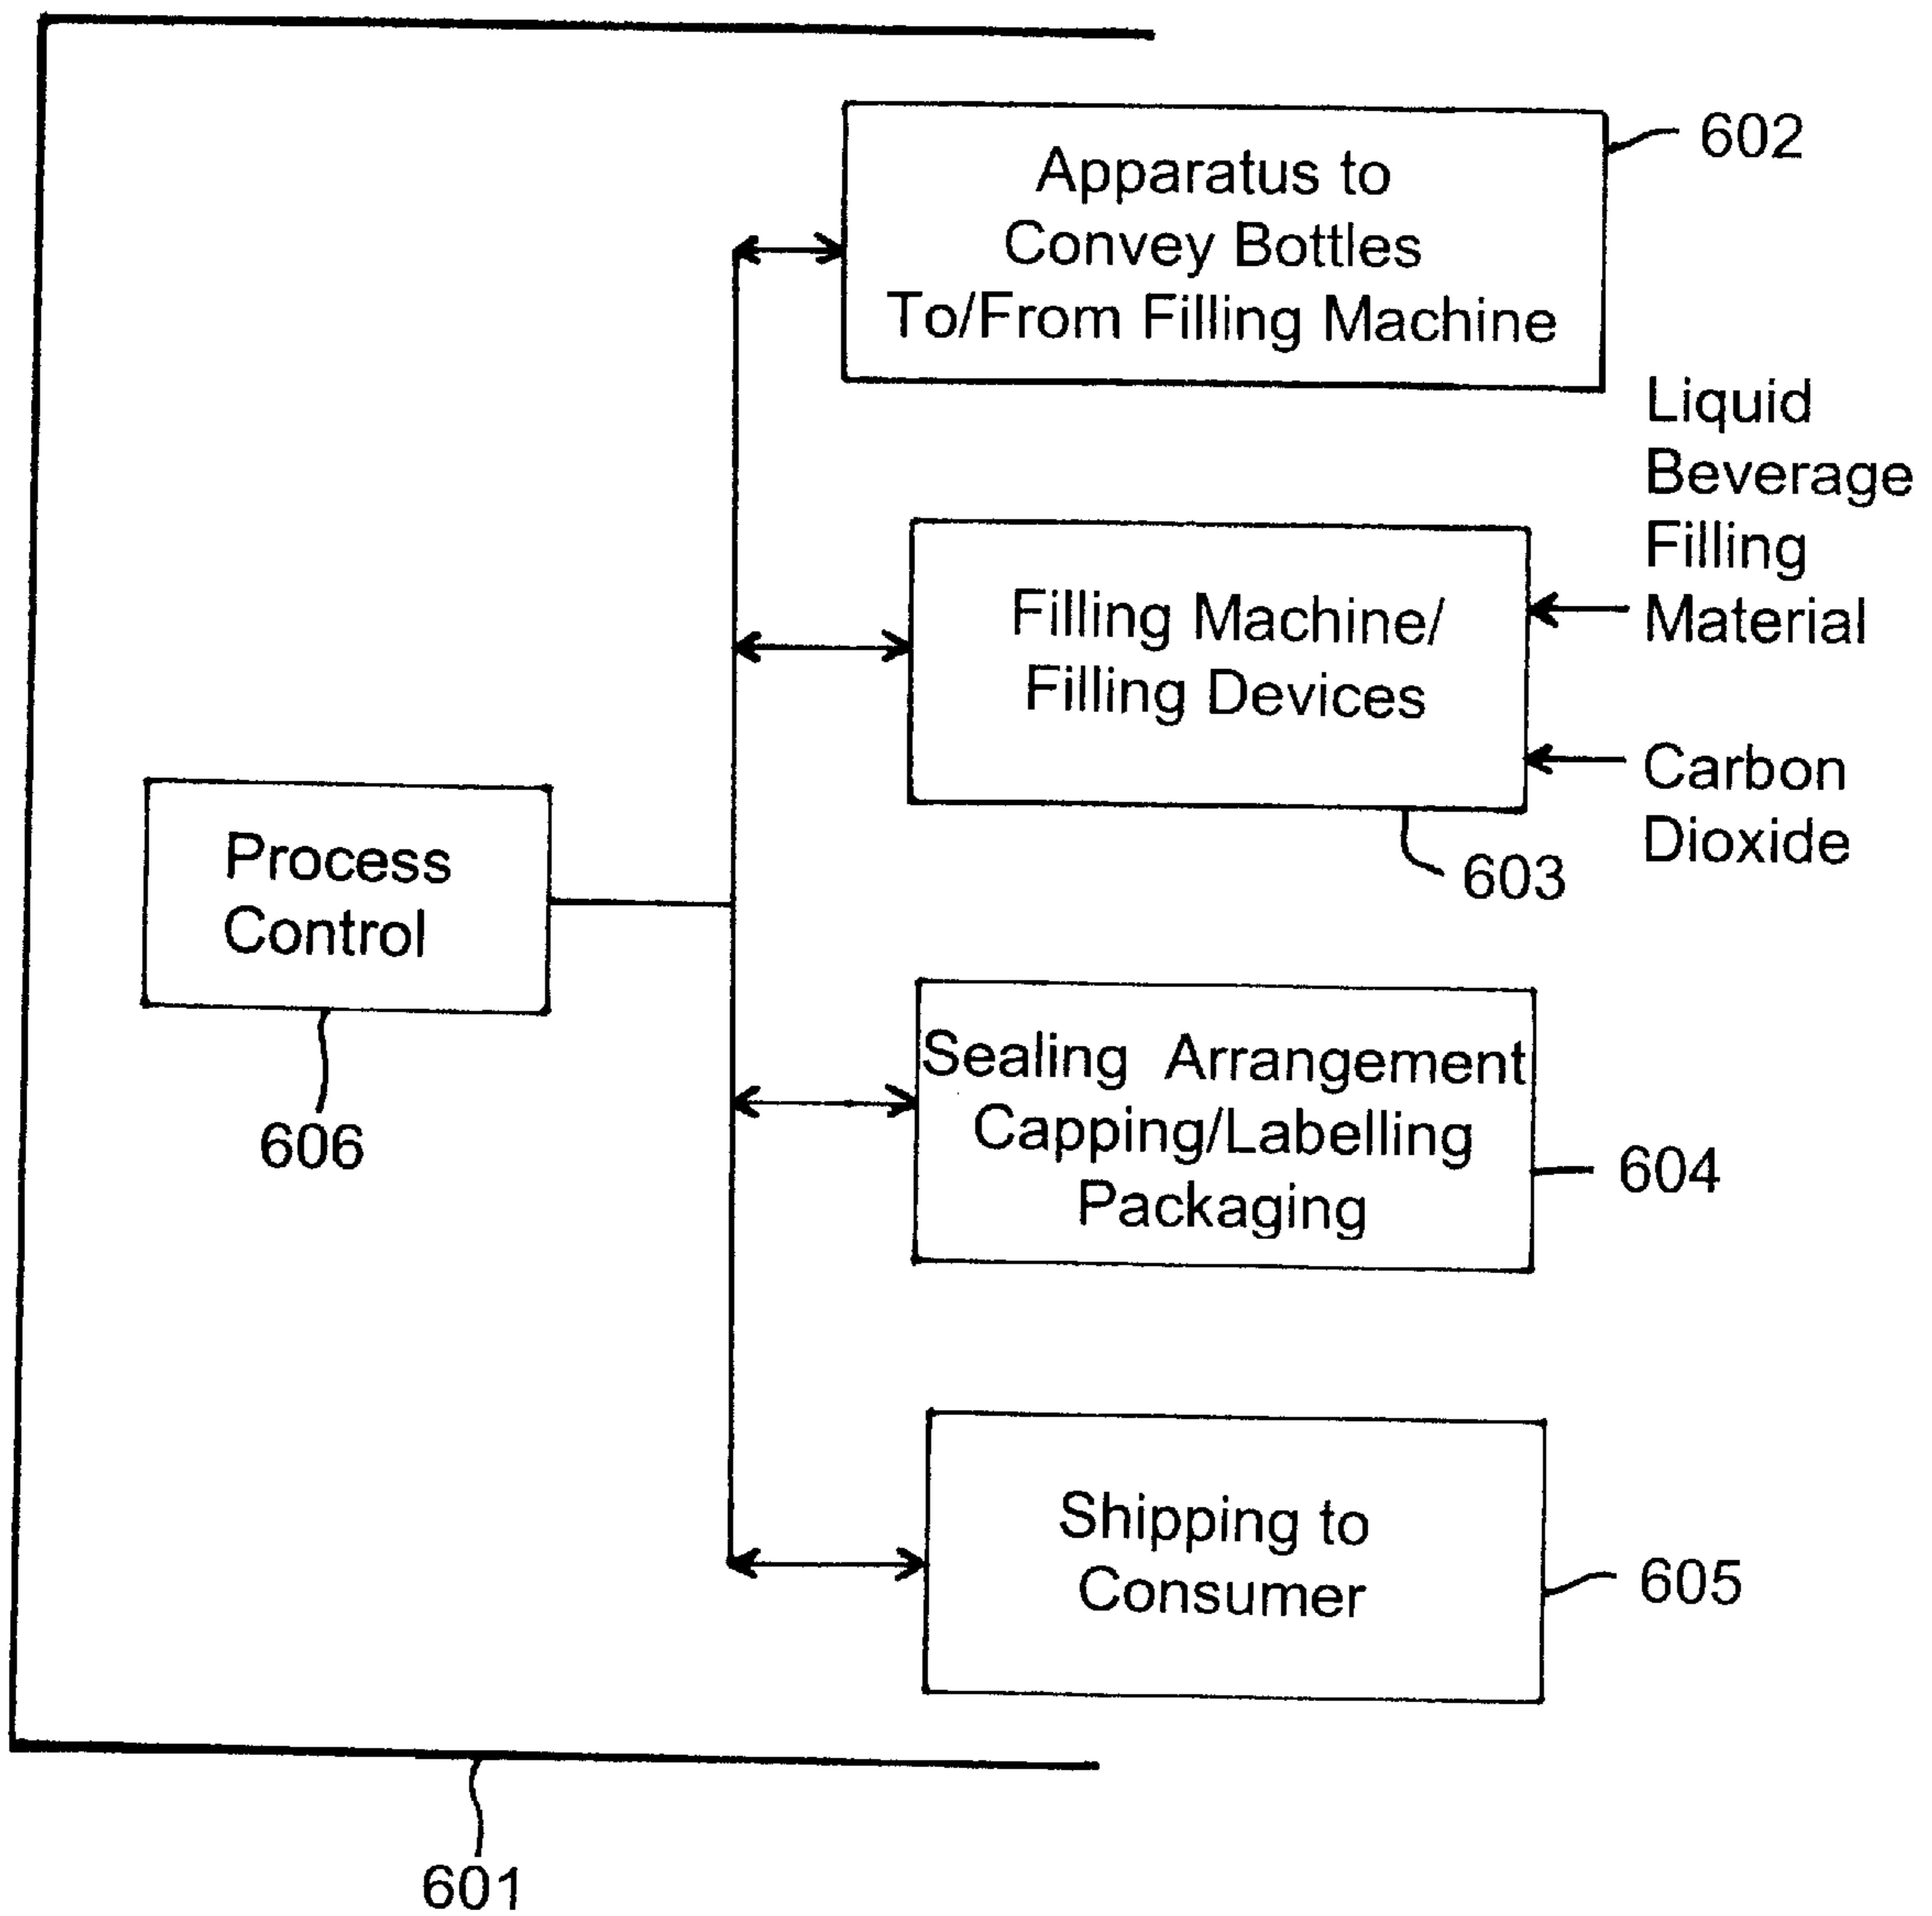 602
Apparatus to
Convey Bottles
To/From Filling Machine
Liquid
Beverage
Filling
Material
Filling Machine/
Filling Devices
Carbon
Dioxide
603
Process
Control
606
Sealing Arrangement
Capping/Labelling
Packaging
604
Shipping to
Consumer
605
601